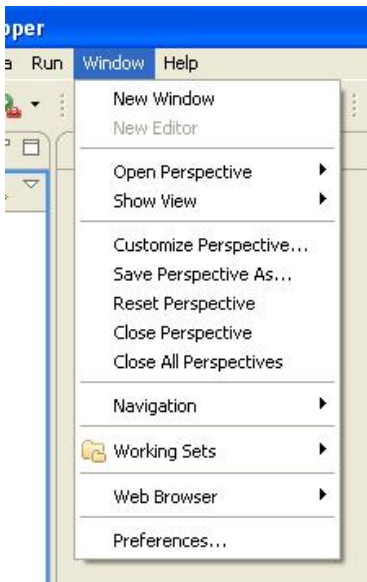 oper
a Run Window Help
New Window
New Editor
Open Perspective
Show View
Customize Perspective...
Save Perspective As...
Reset Perspective
Close Perspective
Close All Perspectives
Navigation
Working Sets
Web Browser
Preferences...